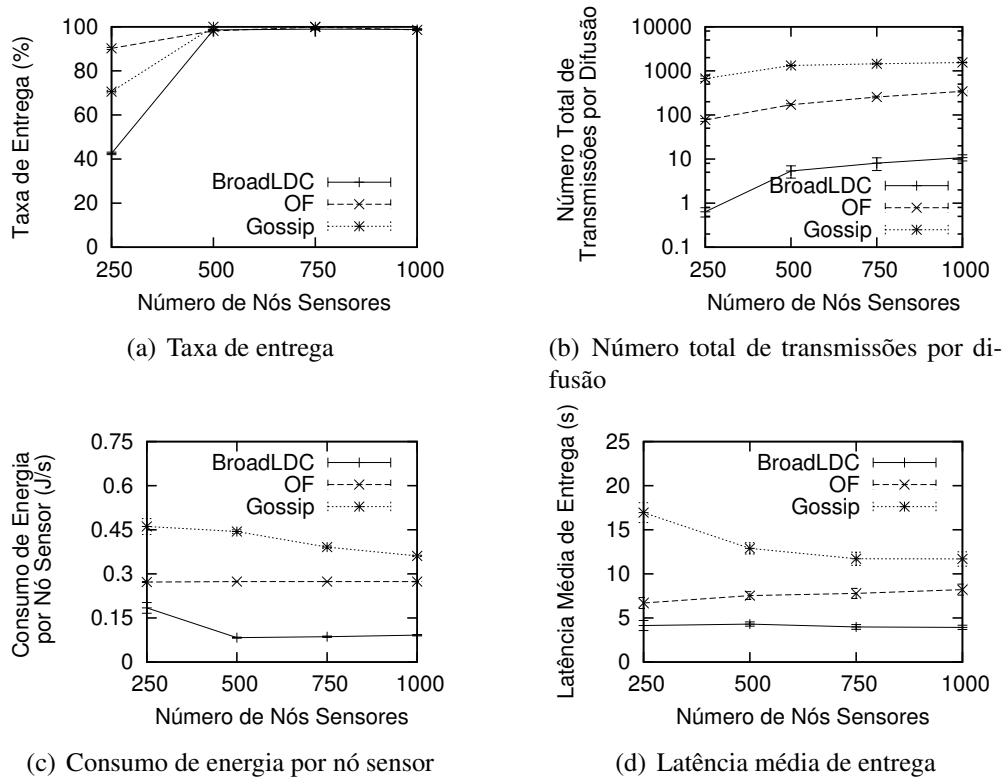 Taxa de Entrega (%)
100
80
60
40
20
0
BroadLDC
OF
Gossip
250 500 750 1000
Número de Nós Sensores
(a) Taxa de entrega
Número Total de
Transmissões por Difusão
10000
1000
100
10
1
0.1
BroadLDC
OF
Gossip
250 500 750 1000
Número de Nós Sensores
(b) Número total de transmissões por di-
fusão
Consumo de Energia
por Nó Sensor (J/s)
0.75
0.6
0.45
0.3
0.15
0
BroadLDC
OF
Gossip
250 500 750 1000
Número de Nós Sensores
(c) Consumo de energia por nó sensor
Latência Média de Entrega (s)
25
20
15
10
5
0
BroadLDC
OF
Gossip
250 500 750 1000
Número de Nós Sensores
(d) Latência média de entrega